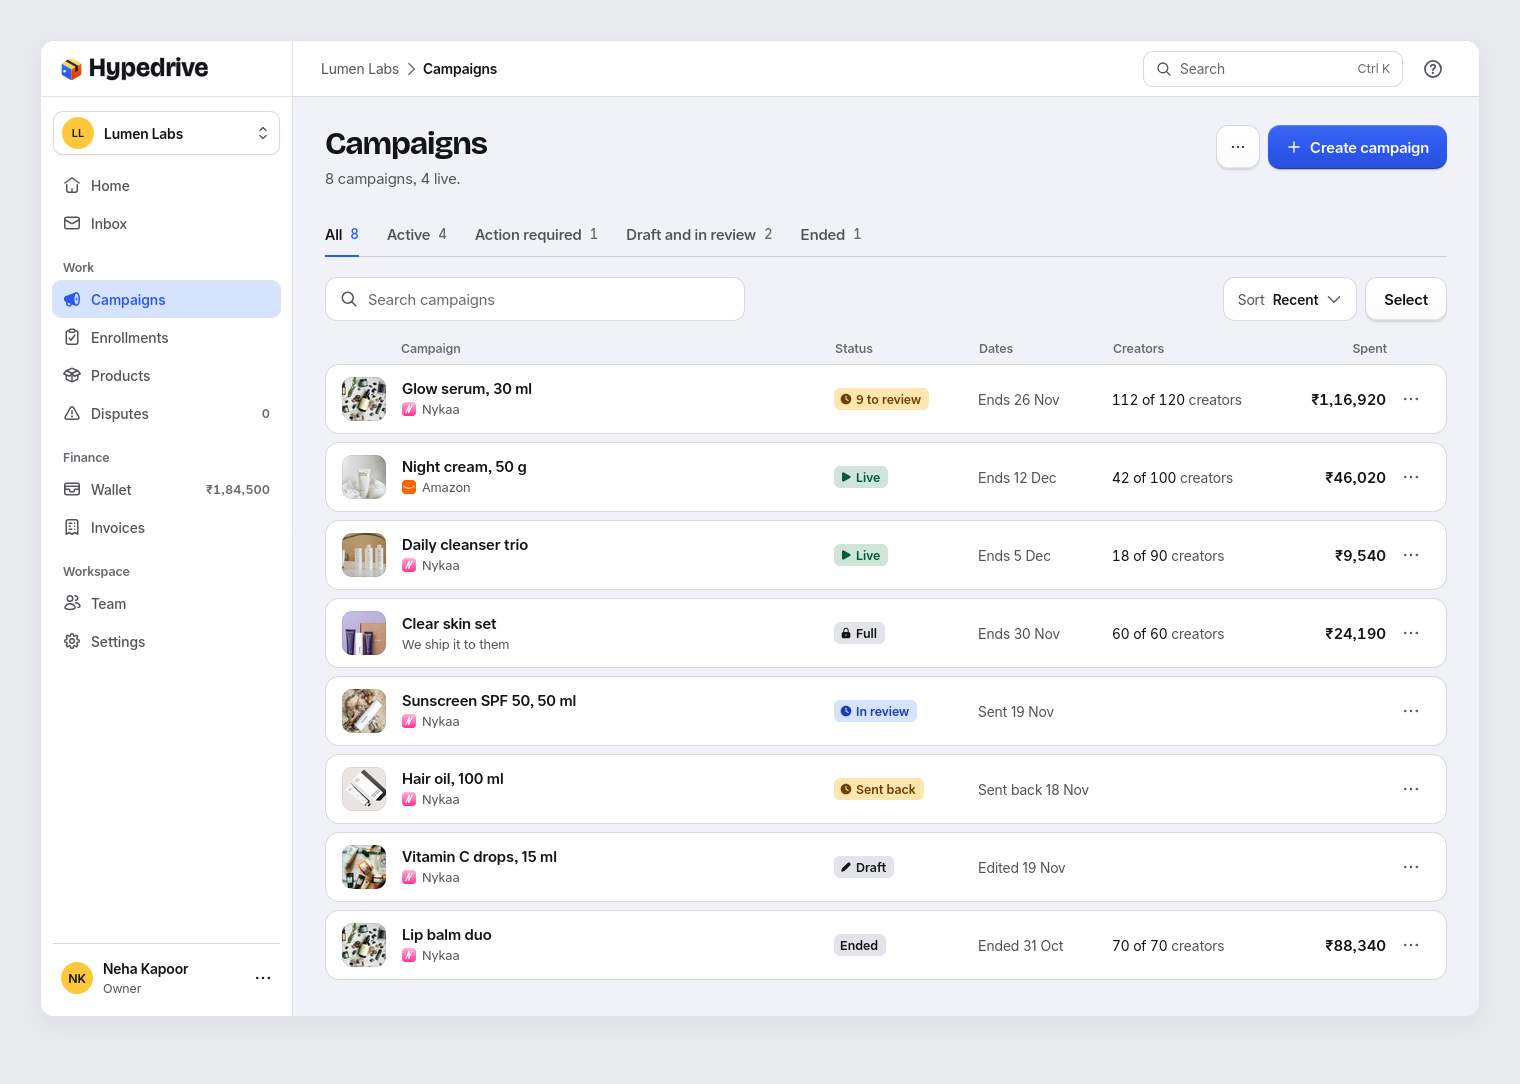 Hypedrive
Lumen Labs > Campaigns
Search Ctrl K
LL Lumen Labs
Home
Inbox
Work
Campaigns
Enrollments
Products
Disputes 0
Finance
Wallet ₹1,84,500
Invoices
Workspace
Team
Settings
NK Neha Kapoor
Owner
Campaigns
8 campaigns, 4 live.
Create campaign
All 8 Active 4 Action required 1 Draft and in review 2 Ended 1
Search campaigns
Sort Recent Select
Campaign Status Dates Creators Spent
Glow serum, 30 ml
Nykaa
9 to review Ends 26 Nov 112 of 120 creators ₹1,16,920
Night cream, 50 g
Amazon
Live Ends 12 Dec 42 of 100 creators ₹46,020
Daily cleanser trio
Nykaa
Live Ends 5 Dec 18 of 90 creators ₹9,540
Clear skin set
We ship it to them
Full Ends 30 Nov 60 of 60 creators ₹24,190
Sunscreen SPF 50, 50 ml
Nykaa
In review Sent 19 Nov
Hair oil, 100 ml
Nykaa
Sent back Sent back 18 Nov
Vitamin C drops, 15 ml
Nykaa
Draft Edited 19 Nov
Lip balm duo
Nykaa
Ended Ended 31 Oct 70 of 70 creators ₹88,340